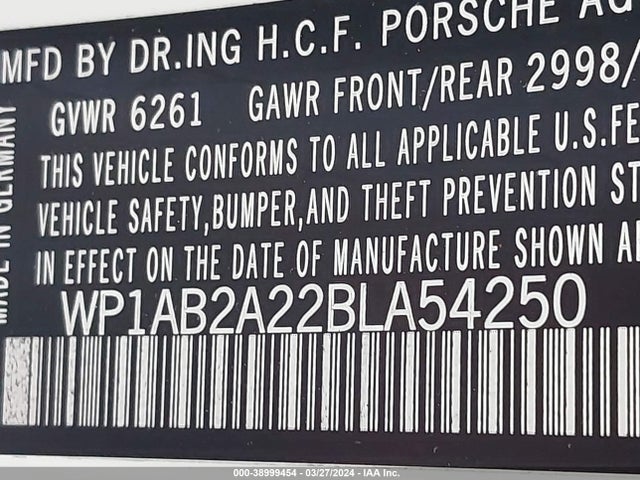 MFD BY DR.ING H.C.F. PORSCHE AG
GVWR 6261 GAWR FRONT/REAR 2998/
THIS VEHICLE CONFORMS TO ALL APPLICABLE U.S.FE
VEHICLE SAFETY,BUMPER,AND THEFT PREVENTION ST
IN EFFECT ON THE DATE OF MANUFACTURE SHOWN A
WP1AB2A22BLA54250
MADE IN GERMANY
000-38999454 - 03/27/2024 - IAA Inc.